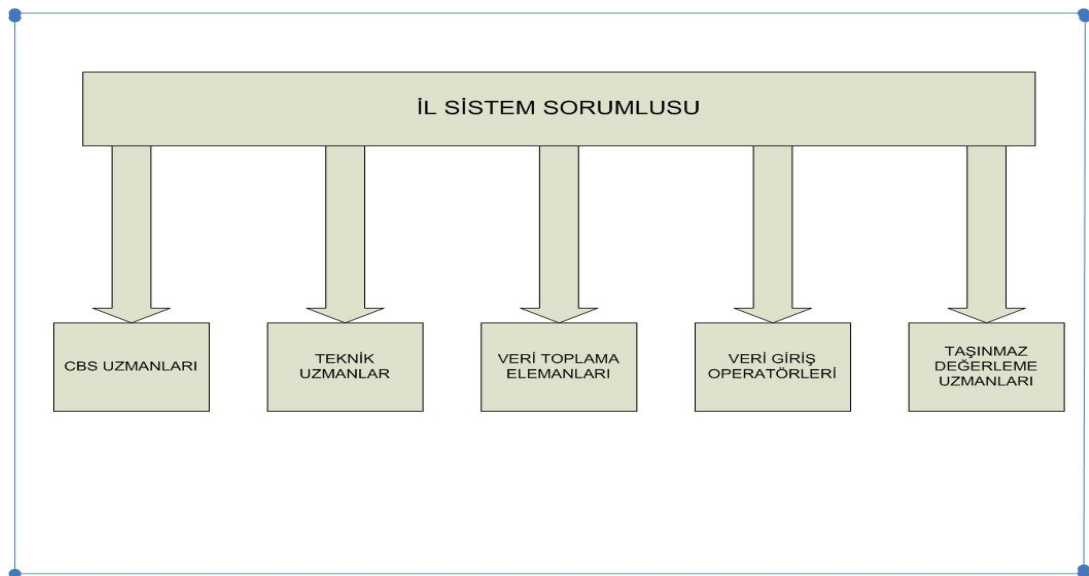 İL SİSTEM SORUMLUSU
CBS UZMANLARI
TEKNİK
UZMANLAR
VERİ TOPLAMA
ELEMANLARI
VERİ GİRİŞ
OPERATÖRLERİ
TAŞINMAZ
DEĞERLEME
UZMANLARI